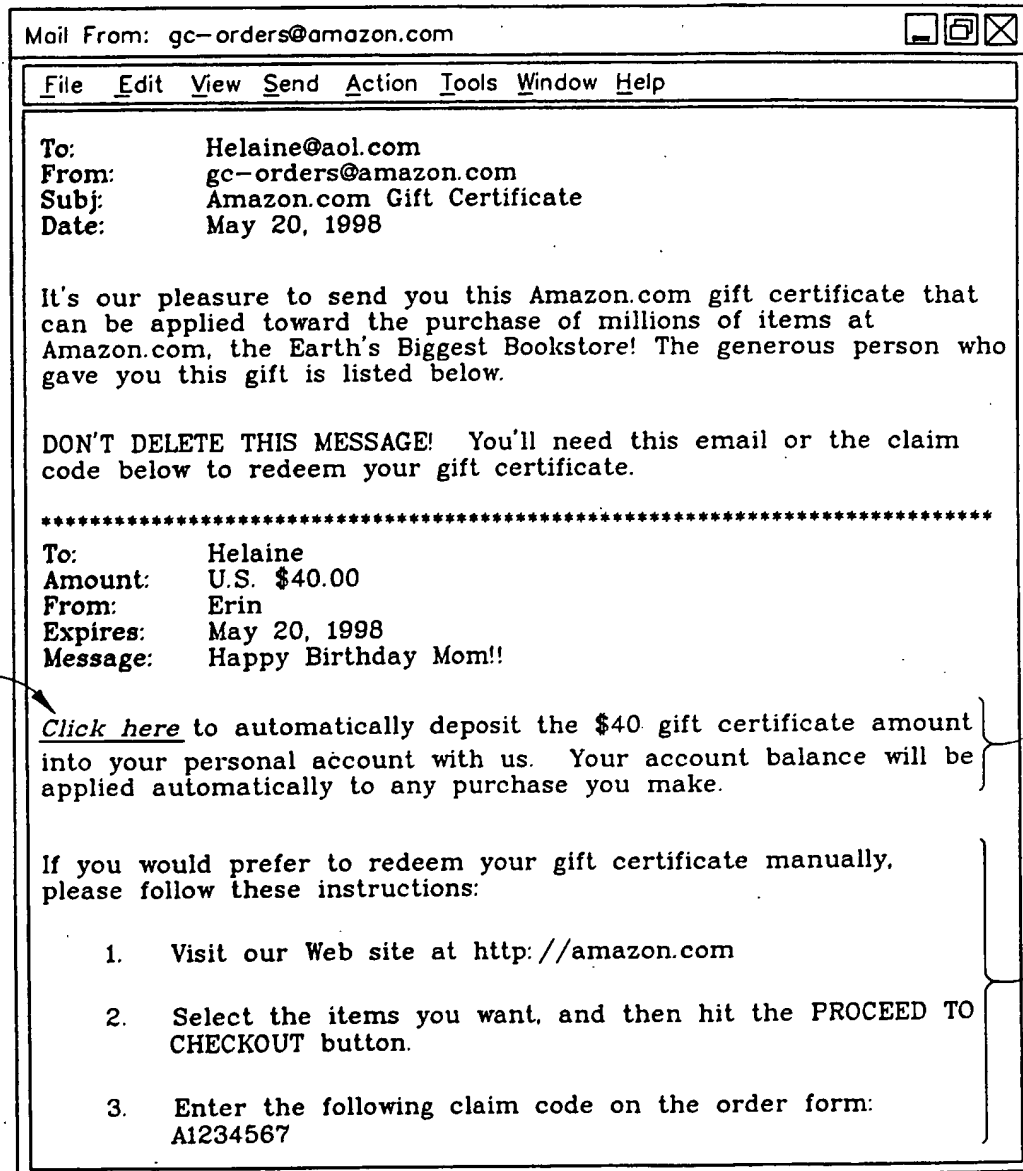 Mail From: gc-orders@amazon.com
File Edit View Send Action Tools Window Help
To: Helaine@aol.com
From: gc-orders@amazon.com
Subj: Amazon.com Gift Certificate
Date: May 20, 1998
It's our pleasure to send you this Amazon.com gift certificate that
can be applied toward the purchase of millions of items at
Amazon.com, the Earth's Biggest Bookstore! The generous person who
gave you this gift is listed below.
DON'T DELETE THIS MESSAGE! You'll need this email or the claim
code below to redeem your gift certificate.
******************************************************************************
To: Helaine
Amount: U.S. $40.00
From: Erin
Expires: May 20, 1998
Message: Happy Birthday Mom!!
Click here to automatically deposit the $40 gift certificate amount
into your personal account with us. Your account balance will be
applied automatically to any purchase you make.
If you would prefer to redeem your gift certificate manually,
please follow these instructions:
1. Visit our Web site at http://amazon.com
2. Select the items you want, and then hit the PROCEED TO
CHECKOUT button.
3. Enter the following claim code on the order form:
A1234567